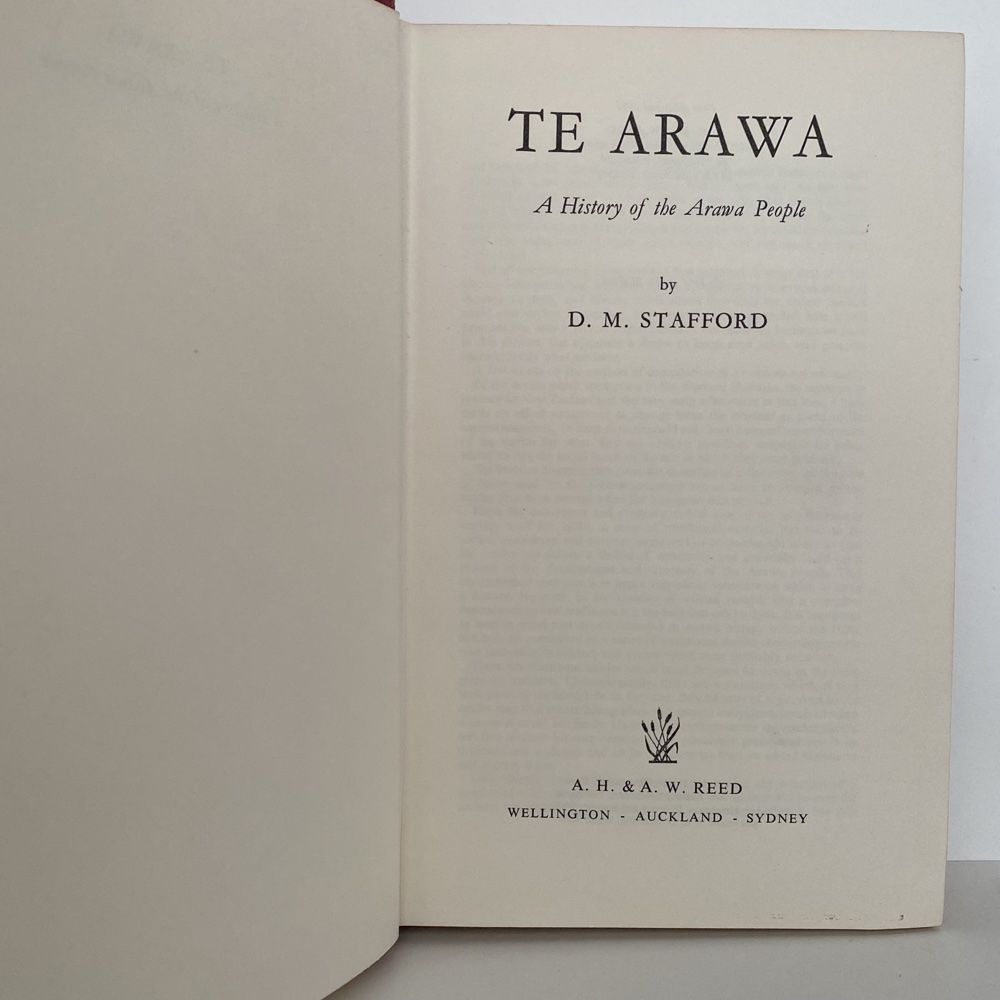 TE ARAWA
A History of the Arawa People
by
D. M. STAFFORD
A. H. & A. W. REED
WELLINGTON - AUCKLAND - SYDNEY